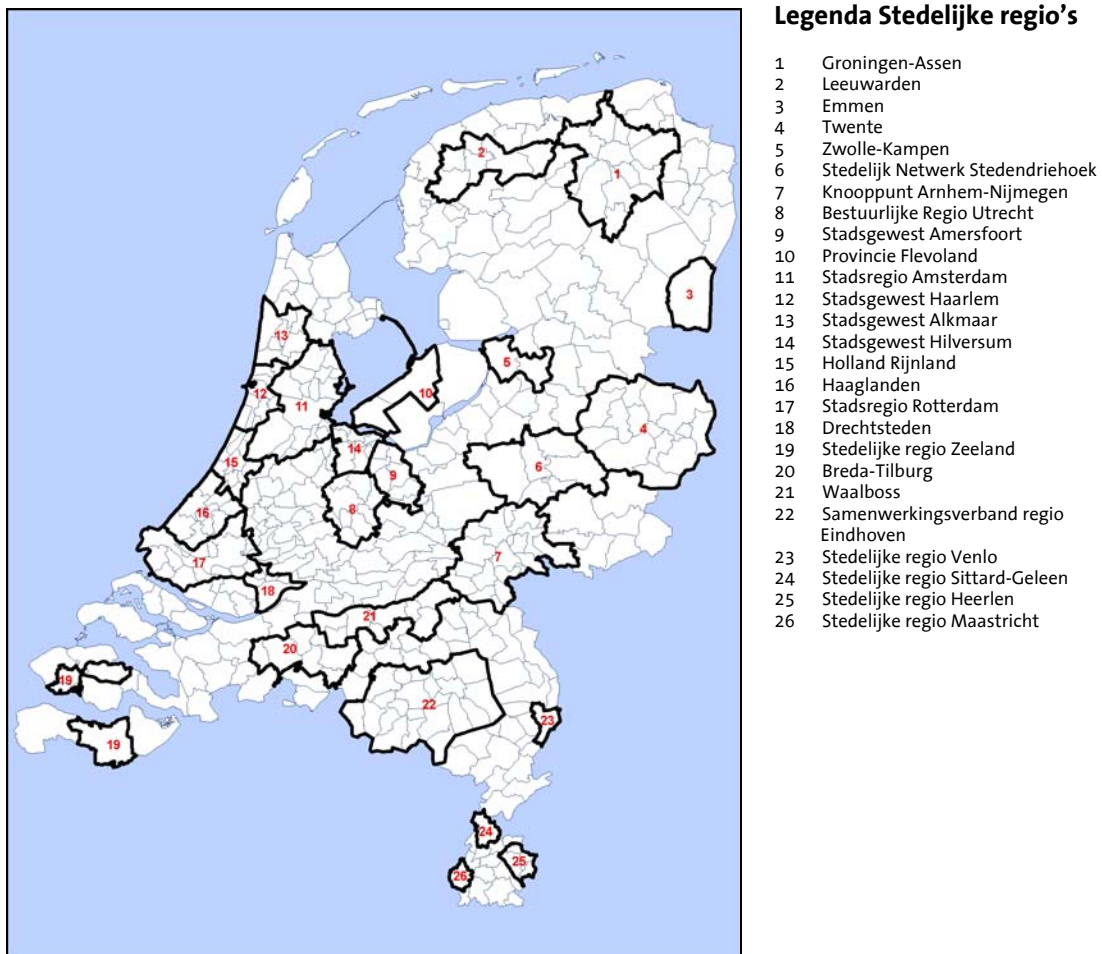 Legenda Stedelijke regio's
1 Groningen-Assen
2 Leeuwarden
3 Emmen
4 Twente
5 Zwolle-Kampen
6 Stedelijk Netwerk Stedendriehoek
7 Knooppunt Arnhem-Nijmegen
8 Bestuurlijke Regio Utrecht
9 Stadsgewest Amersfoort
10 Provincie Flevoland
11 Stadsregio Amsterdam
12 Stadsgewest Haarlem
13 Stadsgewest Alkmaar
14 Stadsgewest Hilversum
15 Holland Rijnland
16 Haaglanden
17 Stadsregio Rotterdam
18 Drechtsteden
19 Stedelijke regio Zeeland
20 Breda-Tilburg
21 Waalboss
22 Samenwerkingsverband regio
Eindhoven
23 Stedelijke regio Venlo
24 Stedelijke regio Sittard-Geleen
25 Stedelijke regio Heerlen
26 Stedelijke regio Maastricht
2
1
3
13
5
12
10
11
4
14
15
6
9
8
16
7
17
18
21
20
19
22
23
19
24
25
26